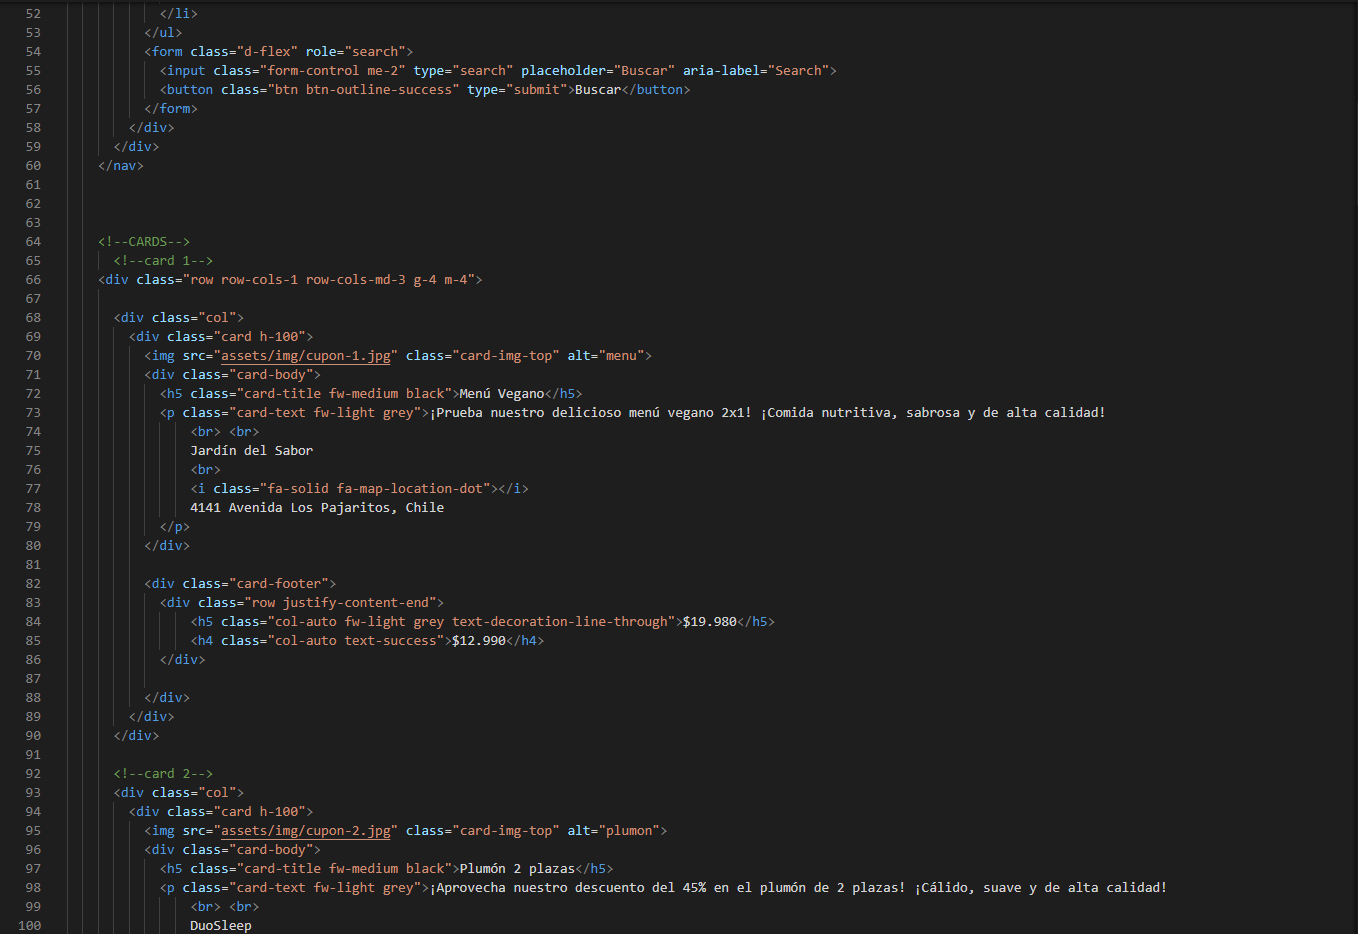 52 </li>
53 </ul>
54 <form class="d-flex" role="search">
55 <input class="form-control me-2" type="search" placeholder="Buscar" aria-label="Search">
56 <button class="btn btn-outline-success" type="submit">Buscar</button>
57 </form>
58 </div>
59 </div>
60 </nav>
61
62
63
64 <!--CARDS-->
65 <!--card 1-->
66 <div class="row row-cols-1 row-cols-md-3 g-4 m-4">
67
68 <div class="col">
69 <div class="card h-100">
70 <img src="assets/img/cupon-1.jpg" class="card-img-top" alt="menu">
71 <div class="card-body">
72 <h5 class="card-title fw-medium black">Menú Vegano</h5>
73 <p class="card-text fw-light grey">¡Prueba nuestro delicioso menú vegano 2x1! ¡Comida nutritiva, sabrosa y de alta calidad!
74 <br> <br>
75 Jardín del Sabor
76 <br>
77 <i class="fa-solid fa-map-location-dot"></i>
78 4141 Avenida Los Pajaritos, Chile
79 </p>
80 </div>
81
82 <div class="card-footer">
83 <div class="row justify-content-end">
84 <h5 class="col-auto fw-light grey text-decoration-line-through">$19.980</h5>
85 <h4 class="col-auto text-success">$12.990</h4>
86 </div>
87
88 </div>
89 </div>
90 </div>
91
92 <!--card 2-->
93 <div class="col">
94 <div class="card h-100">
95 <img src="assets/img/cupon-2.jpg" class="card-img-top" alt="plumon">
96 <div class="card-body">
97 <h5 class="card-title fw-medium black">Plumón 2 plazas</h5>
98 <p class="card-text fw-light grey">¡Aprovecha nuestro descuento del 45% en el plumón de 2 plazas! ¡Cálido, suave y de alta calidad!
99 <br> <br>
100 DuoSleep